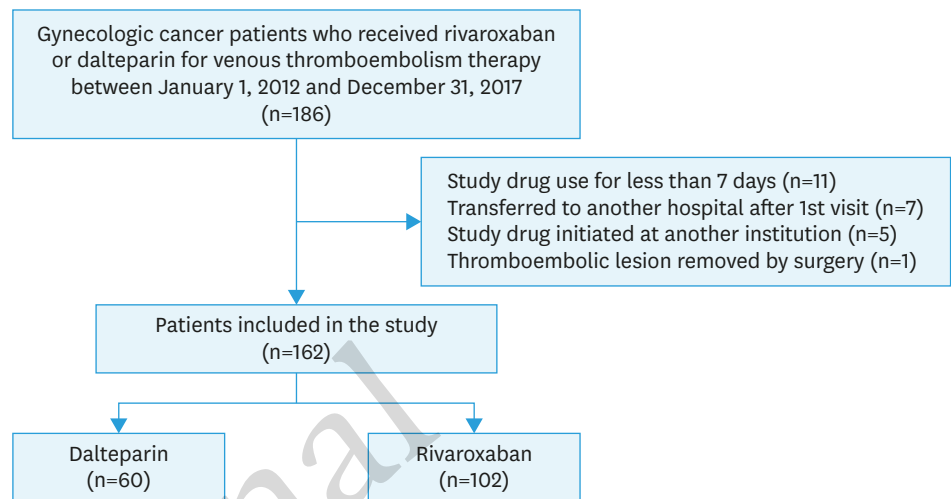 Gynecologic cancer patients who received rivaroxaban
or dalteparin for venous thromboembolism therapy
between January 1, 2012 and December 31, 2017
(n=186)
Study drug use for less than 7 days (n=11)
Transferred to another hospital after 1st visit (n=7)
Study drug initiated at another institution (n=5)
Thromboembolic lesion removed by surgery (n=1)
Patients included in the study
(n=162)
Dalteparin
(n=60)
Rivaroxaban
(n=102)